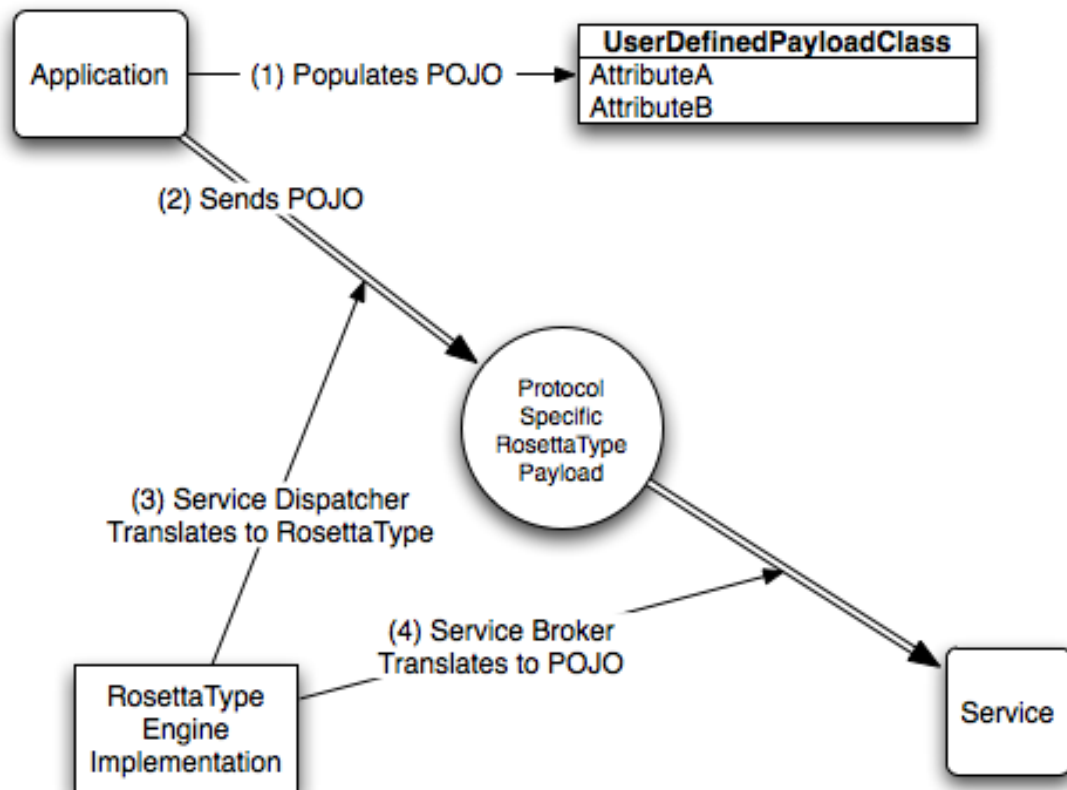 Application
(1) Populates POJO
UserDefinedPayloadClass
AttributeA
AttributeB
(2) Sends POJO
Protocol
Specific
RosettaType
Payload
(3) Service Dispatcher
Translates to RosettaType
(4) Service Broker
Translates to POJO
RosettaType
Engine
Implementation
Service